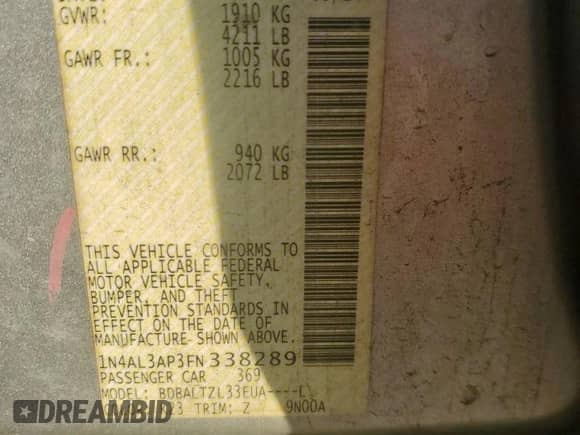 GVWR: 1910 KG
4211 LB
GAWR FR.: 1005 KG
2216 LB
GAWR RR.: 940 KG
2072 LB
THIS VEHICLE CONFORMS TO
ALL APPLICABLE FEDERAL
MOTOR VEHICLE SAFETY,
BUMPER, AND THEFT
PREVENTION STANDARDS IN
EFFECT ON THE DATE OF
MANUFACTURE SHOWN ABOVE.
1N4AL3AP3FN338289
PASSENGER CAR 369
MODEL: BDBALTZL33EUA----L
TRIM: Z 9N00A
DREAMBID